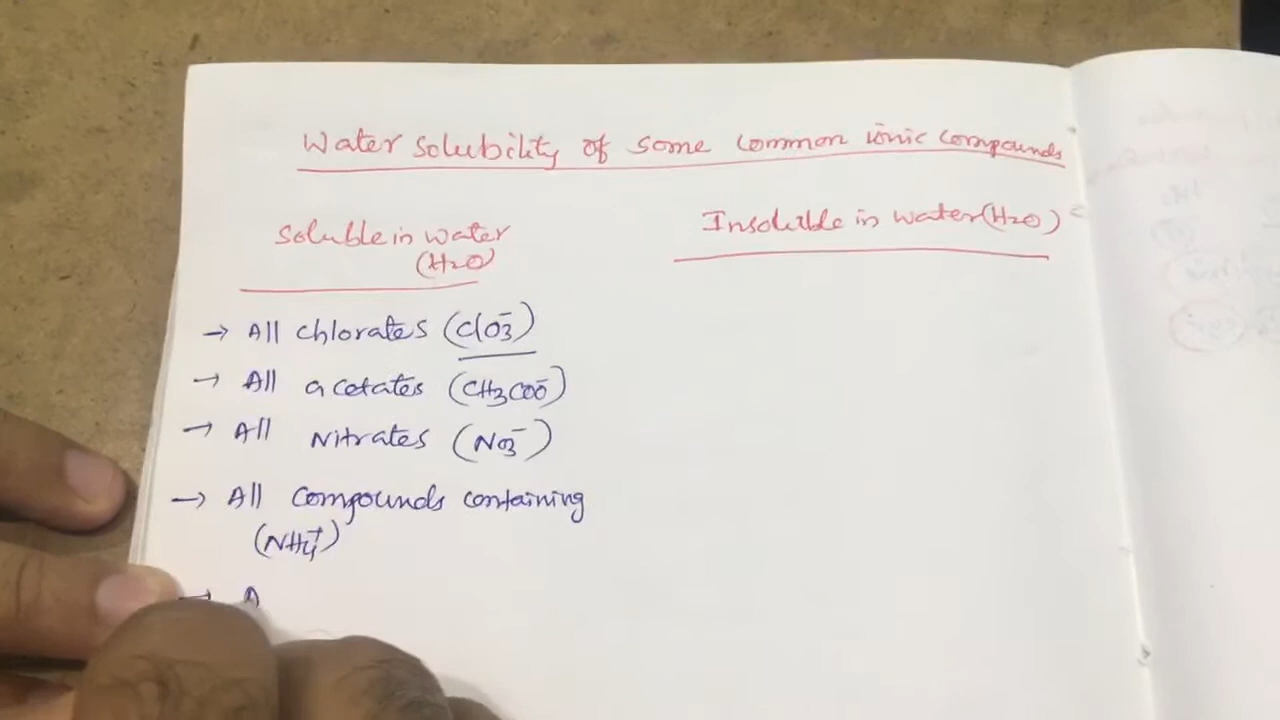 Water solubility of some common ionic compounds
Soluble in water
(H2O)
Insoluble in water (H2O)
→ All chlorates (ClO3⁻)
→ All acetates (CH3COO⁻)
→ All Nitrates (NO3⁻)
→ All compounds containing
(NH4⁺)
→ A